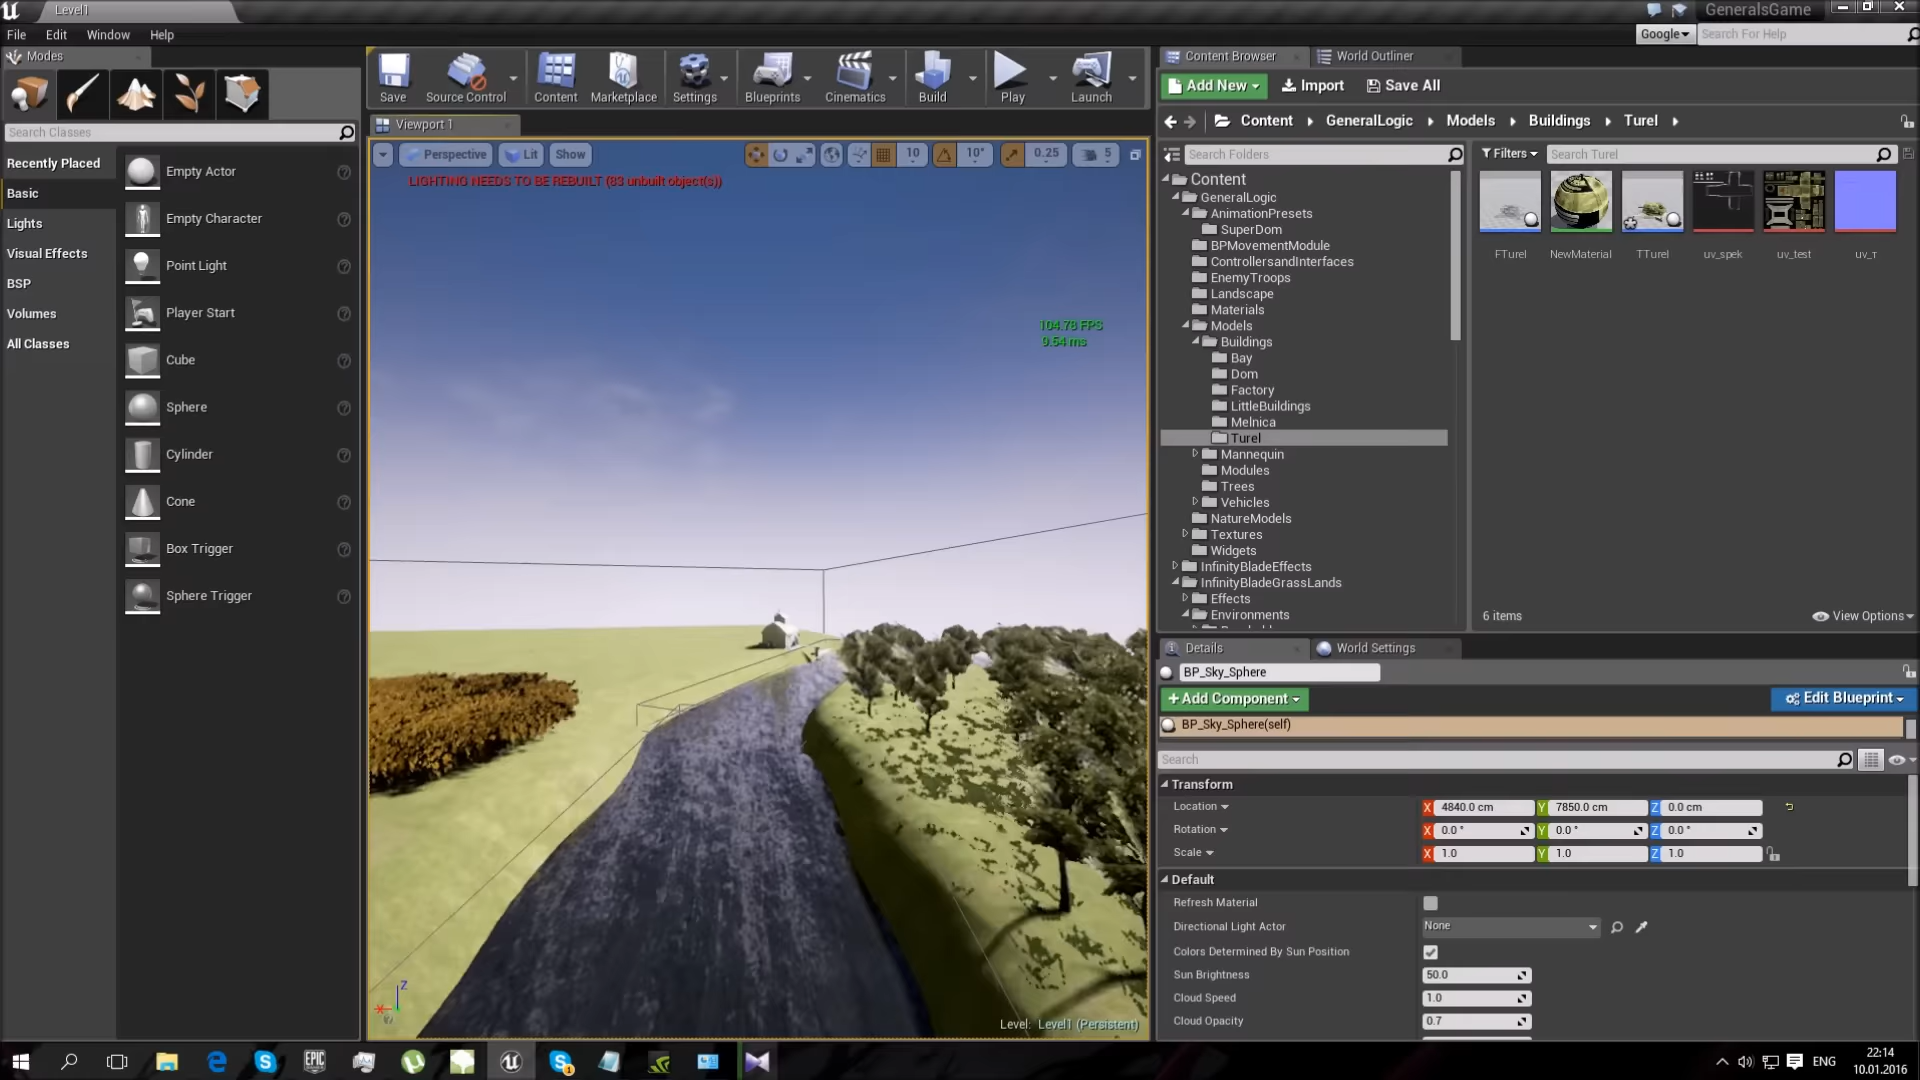 Level1
GeneralsGame
File Edit Window Help
Google
Search For Help
Modes
Search Classes
Recently Placed
Basic
Lights
Visual Effects
BSP
Volumes
All Classes
Empty Actor
Empty Character
Point Light
Player Start
Cube
Sphere
Cylinder
Cone
Box Trigger
Sphere Trigger
Save
Source Control
Content
Marketplace
Settings
Blueprints
Cinematics
Build
Play
Launch
Viewport 1
Perspective Lit Show
10 10° 0.25 5
LIGHTING NEEDS TO BE REBUILT (83 unbuilt object(s))
104.78 FPS
9.54 ms
Level: Level1 (Persistent)
Content Browser World Outliner
Add New Import Save All
Content GeneralLogic Models Buildings Turel
Search Folders
Content
GeneralLogic
AnimationPresets
SuperDom
BPMovementModule
ControllersandInterfaces
EnemyTroops
Landscape
Materials
Models
Buildings
Bay
Dom
Factory
LittleBuildings
Melnica
Turel
Mannequin
Modules
Trees
Vehicles
NatureModels
Textures
Widgets
InfinityBladeEffects
InfinityBladeGrassLands
Effects
Environments
Filters
Search Turel
FTurel
NewMaterial
TTurel
uv_spek
uv_test
uv_т
6 items
View Options
Details World Settings
BP_Sky_Sphere
+Add Component
Edit Blueprint
BP_Sky_Sphere(self)
Search
Transform
Location X 4840.0 cm Y 7850.0 cm Z 0.0 cm
Rotation X 0.0 ° Y 0.0 ° Z 0.0 °
Scale X 1.0 Y 1.0 Z 1.0
Default
Refresh Material
Directional Light Actor None
Colors Determined By Sun Position
Sun Brightness 50.0
Cloud Speed 1.0
Cloud Opacity 0.7
Z
EPIC GAMES
ENG
22:14
10.01.2016